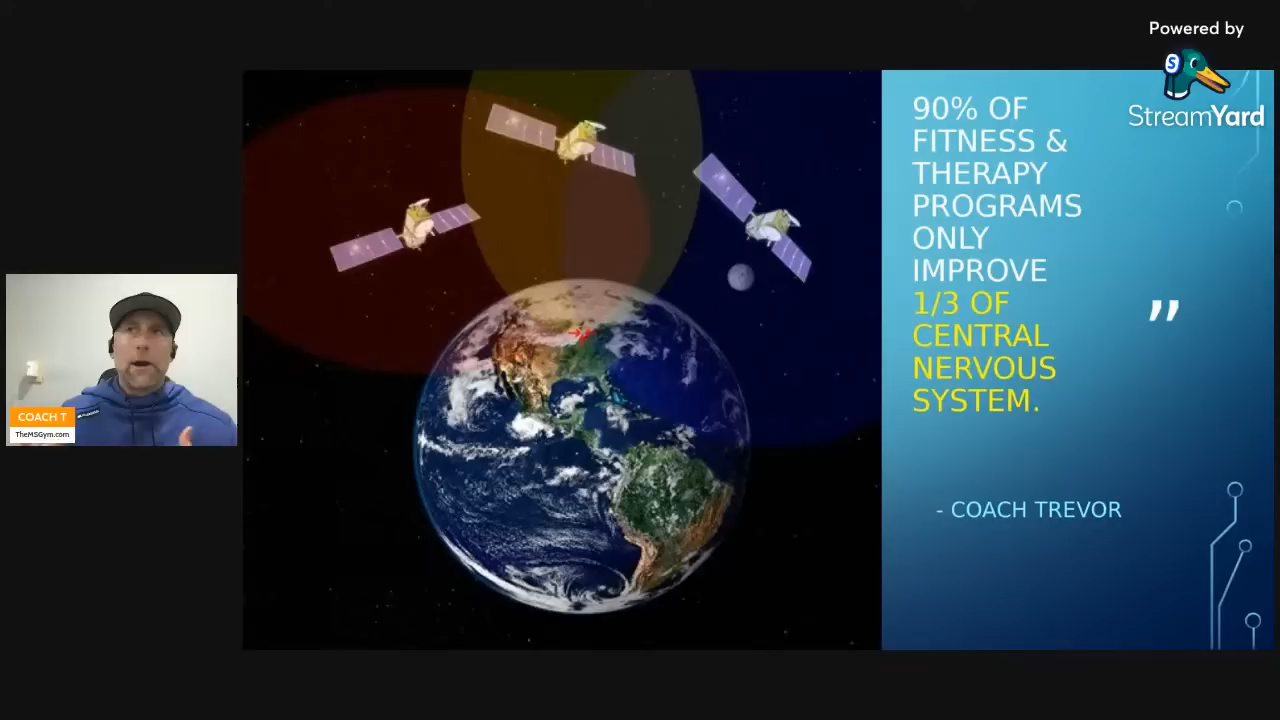 Powered by
StreamYard
90% OF
FITNESS &
THERAPY
PROGRAMS
ONLY
IMPROVE
1/3 OF
CENTRAL
NERVOUS
SYSTEM.
”
- COACH TREVOR
COACH T
TheMSGym.com